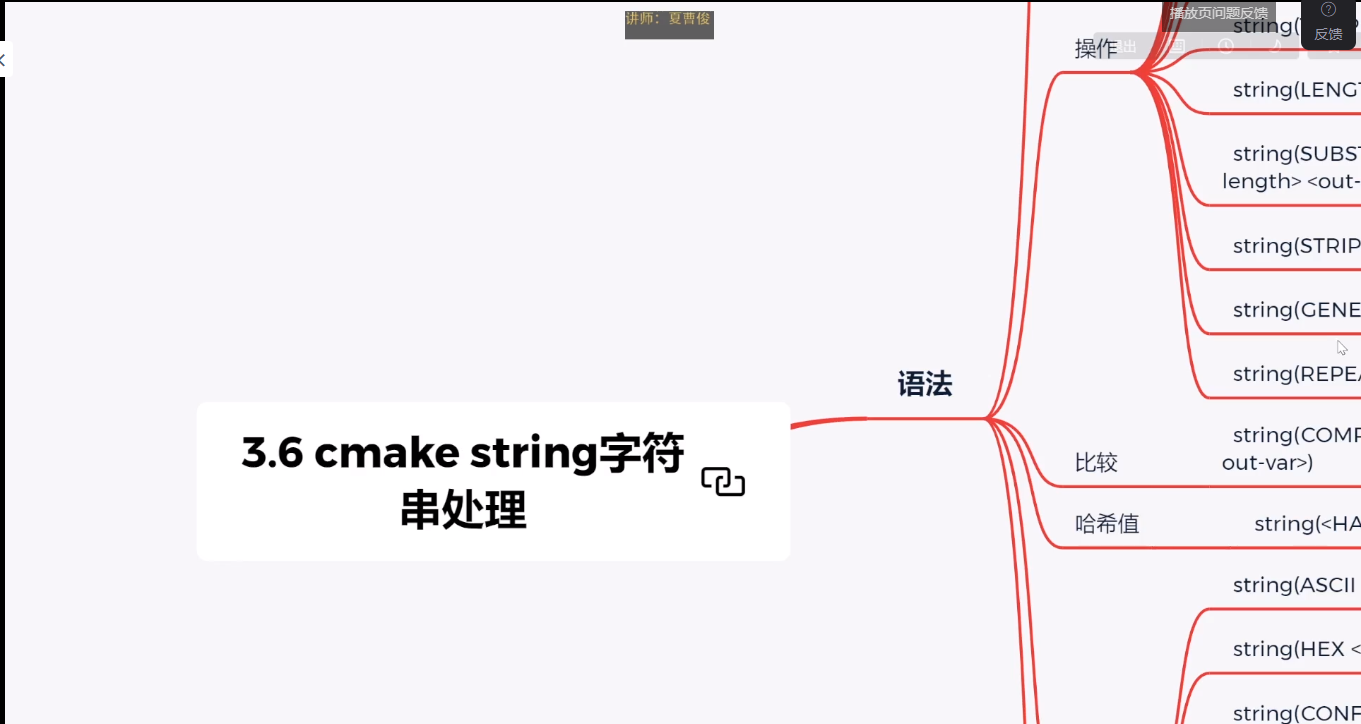 讲师：夏曹俊
播放页问题反馈
反馈
操作
string(LENGT
string(SUBST
length> <out-
string(STRIP
string(GENE
string(REPEA
语法
3.6 cmake string字符
串处理
string(COMP
out-var>)
比较
哈希值
string(<HA
string(ASCII
string(HEX <
string(CONF